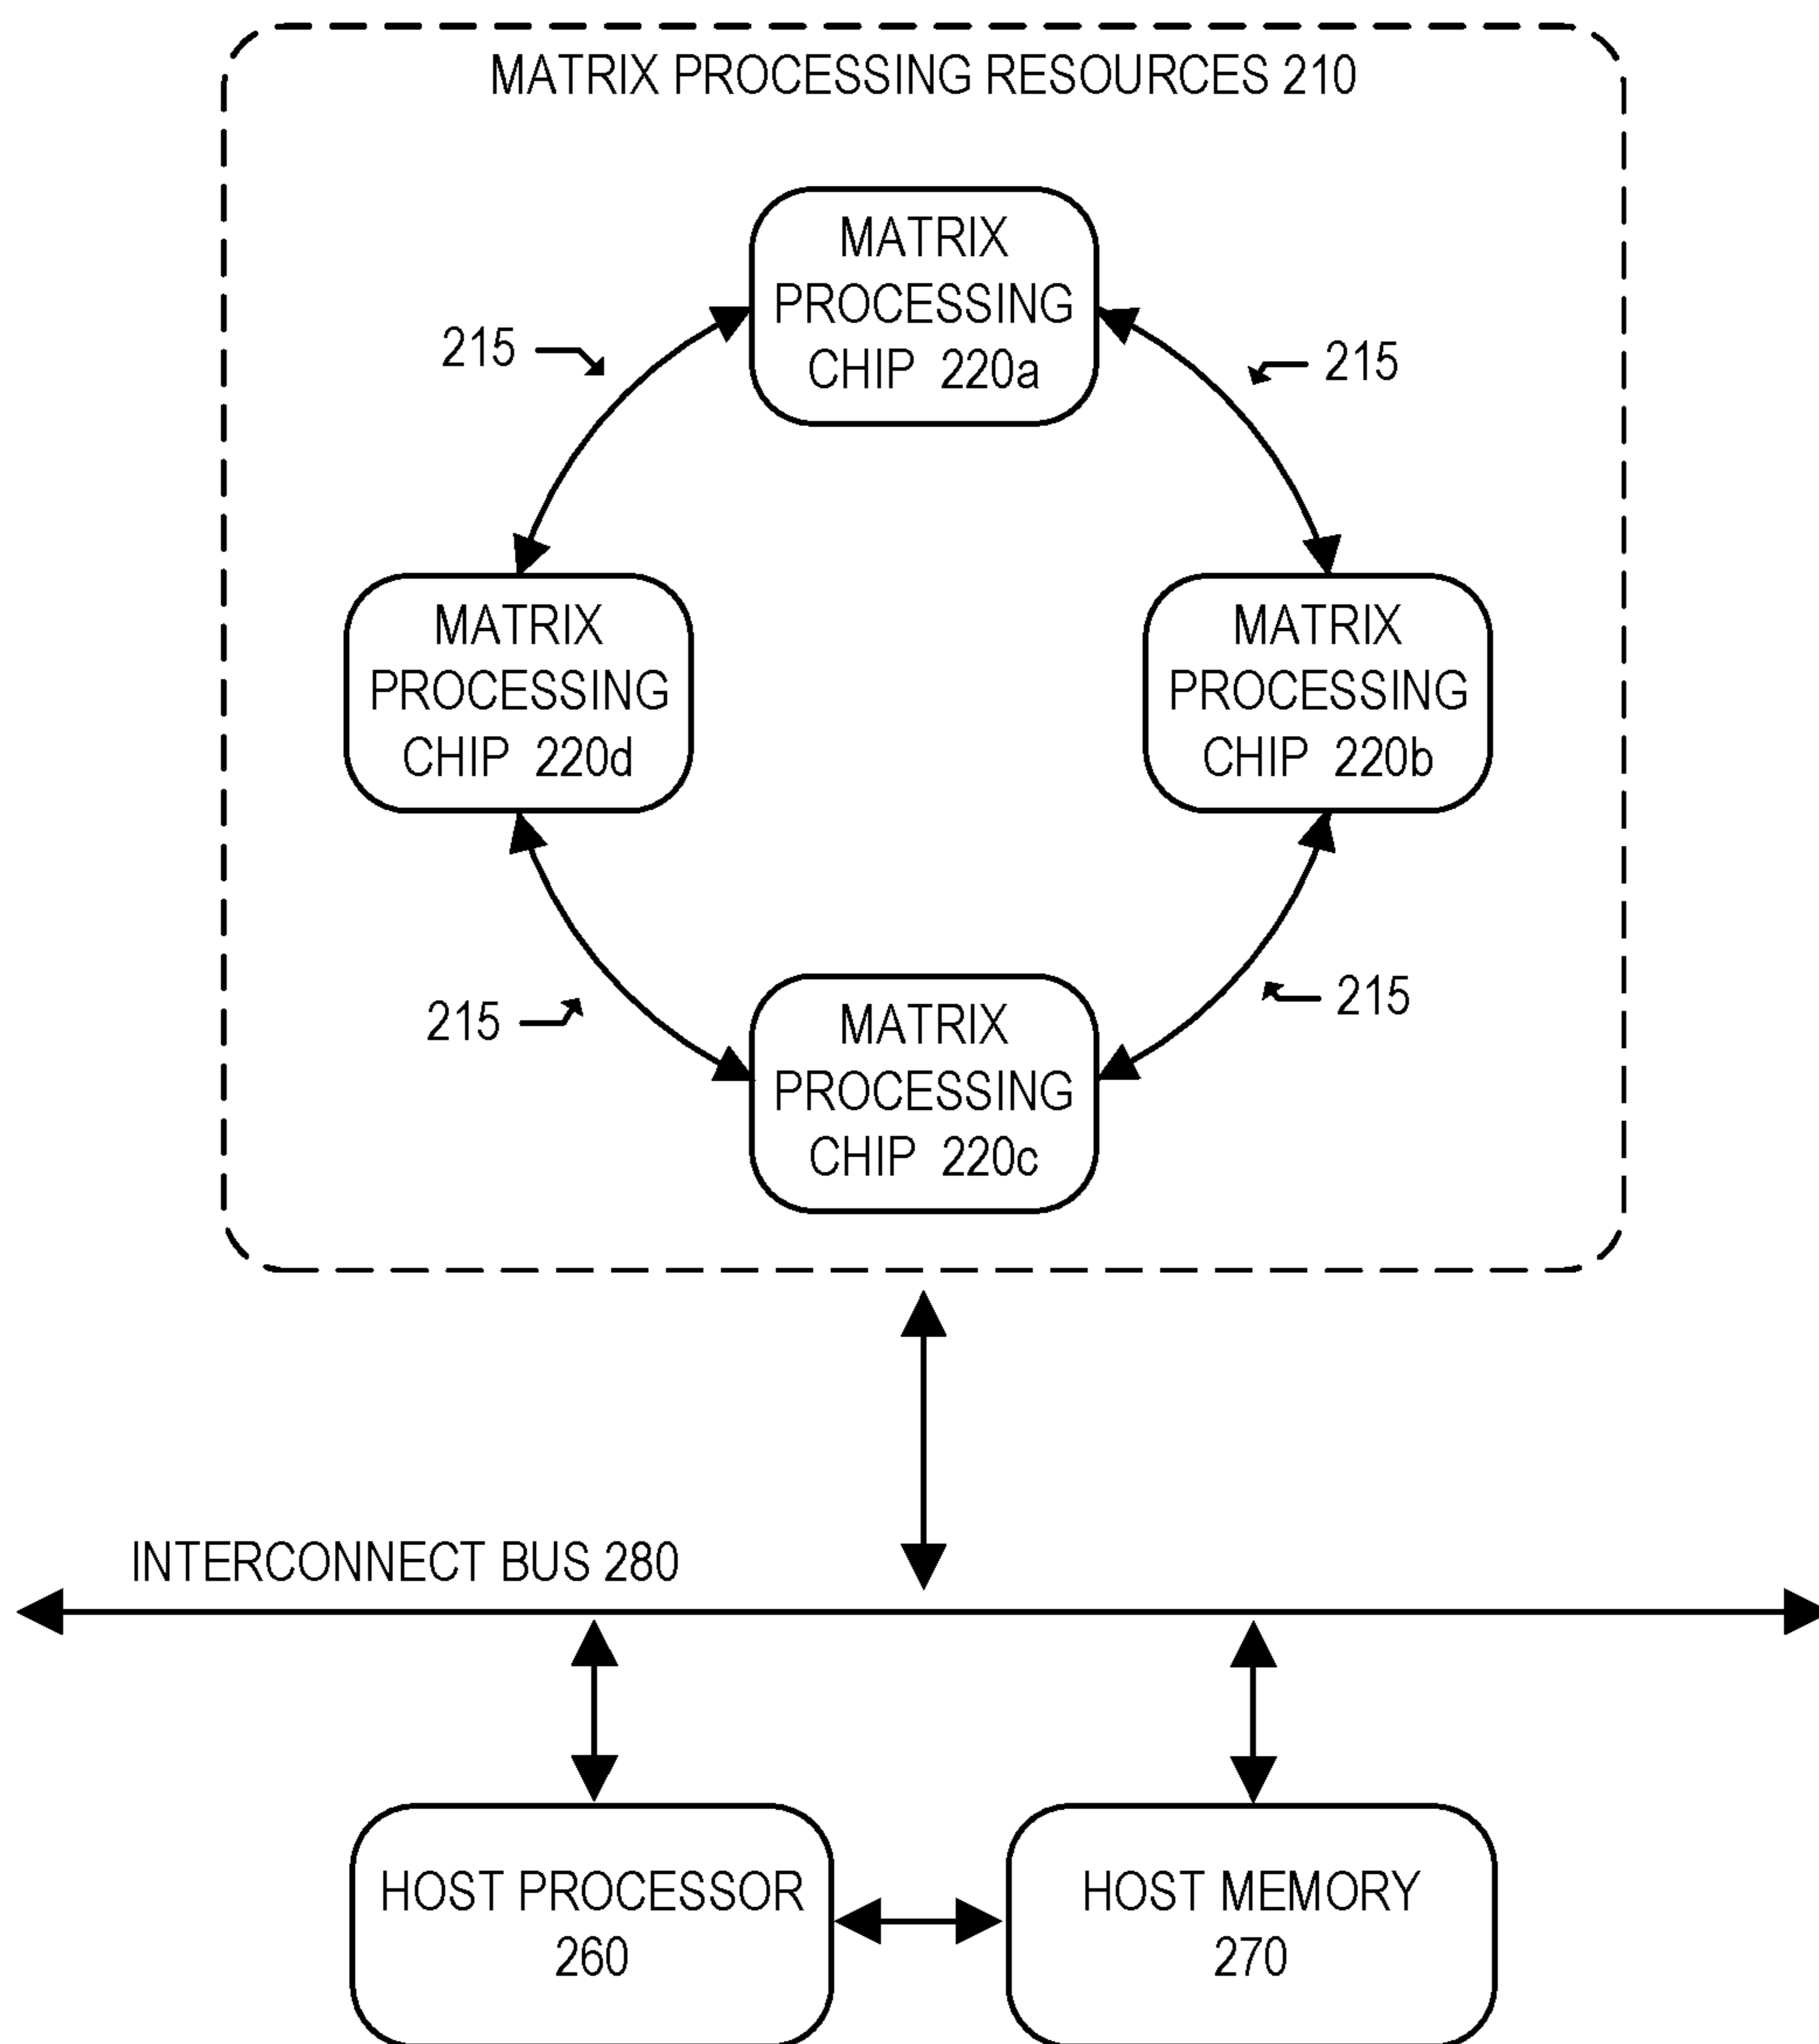 MATRIX PROCESSING RESOURCES 210
MATRIX
PROCESSING
CHIP 220a
215
215
MATRIX
PROCESSING
CHIP 220d
MATRIX
PROCESSING
CHIP 220b
215
215
MATRIX
PROCESSING
CHIP 220c
INTERCONNECT BUS 280
HOST PROCESSOR
260
HOST MEMORY
270